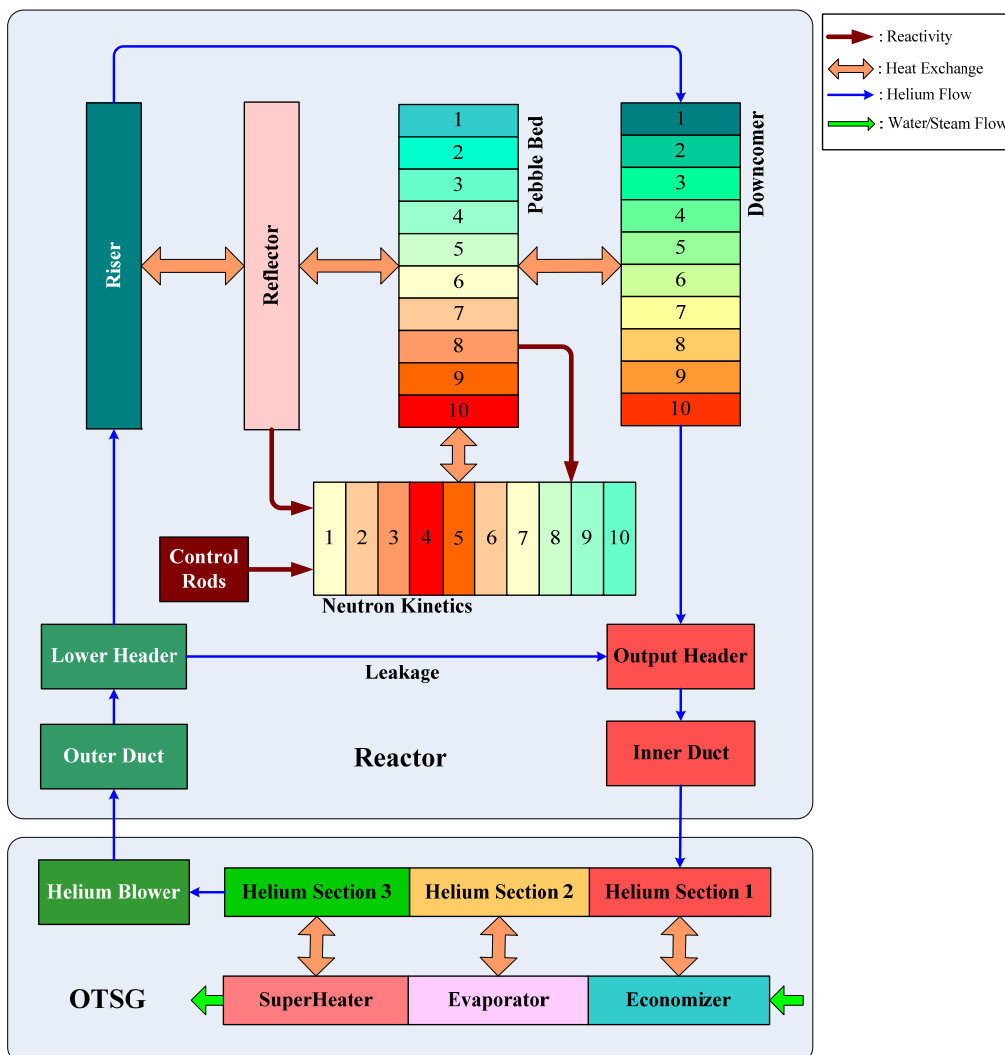 : Reactivity
: Heat Exchange
: Helium Flow
: Water/Steam Flow
Riser
Reflector
1
2
3
4
5
6
7
8
9
10
Pebble Bed
1
2
3
4
5
6
7
8
9
10
Downcomer
1 2 3 4 5 6 7 8 9 10
Neutron Kinetics
Control
Rods
Lower Header
Leakage
Output Header
Outer Duct
Reactor
Inner Duct
Helium Blower
Helium Section 3
Helium Section 2
Helium Section 1
OTSG
SuperHeater
Evaporator
Economizer